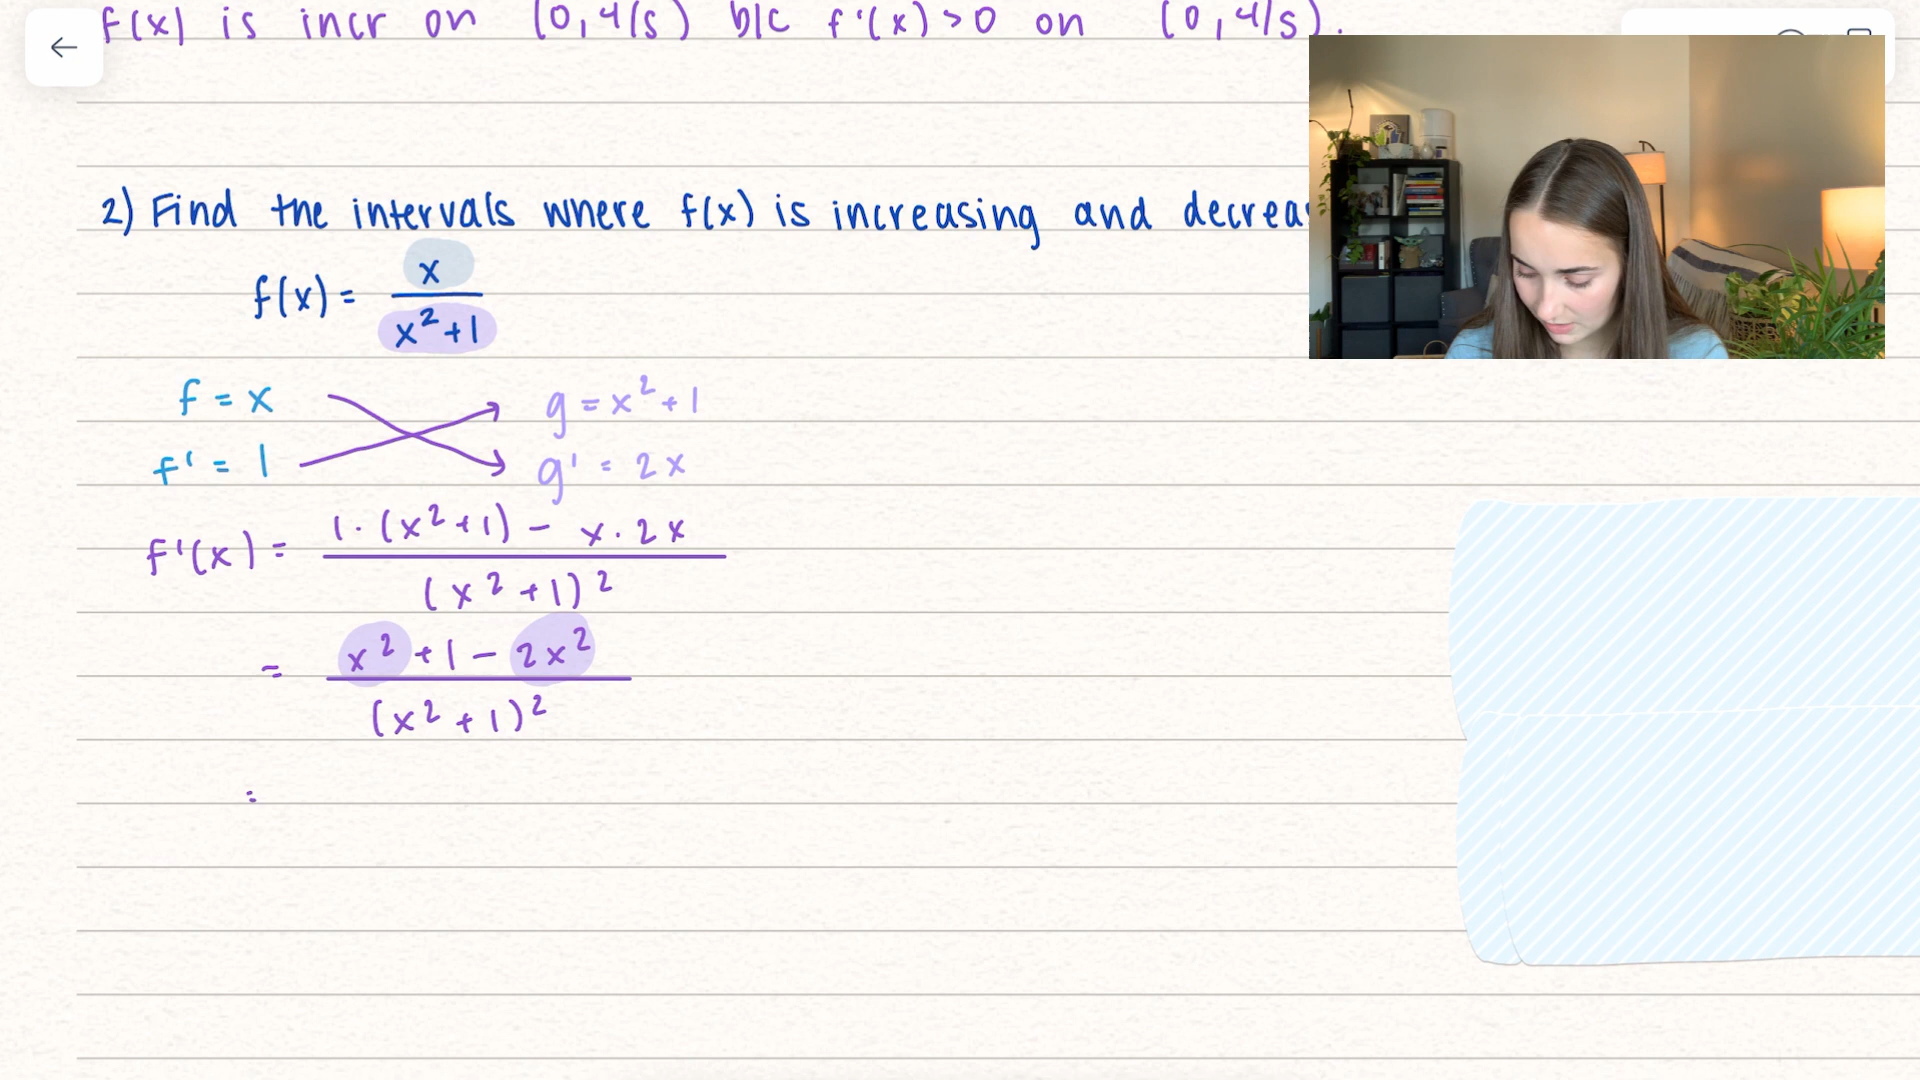 f(x) is incr on (0,4/5) b/c f'(x)>0 on (0,4/5).
2) Find the intervals where f(x) is increasing and
f(x) = x / x²+1
f = x
g = x²+1
f' = 1
g' = 2x
f'(x) = 1·(x²+1) - x·2x / (x²+1)²
= x²+1-2x² / (x²+1)²
=